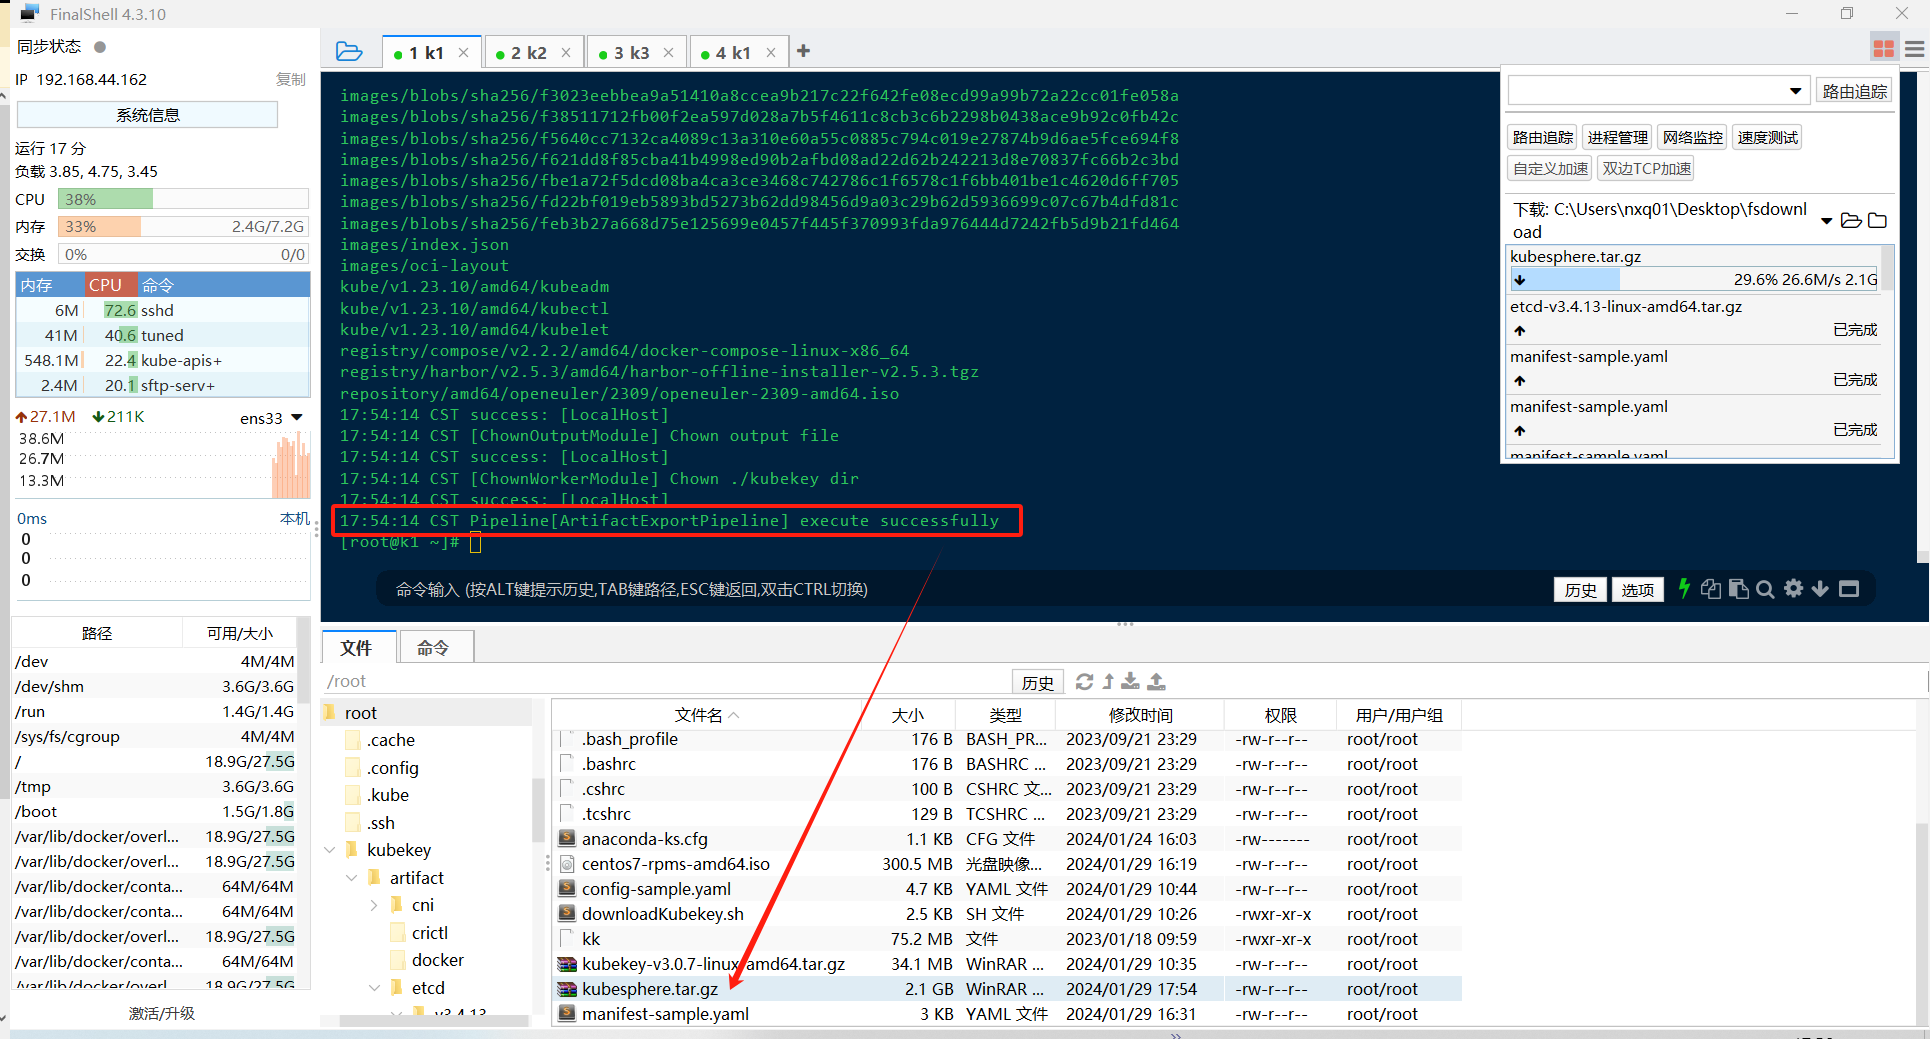 FinalShell 4.3.10
同步状态
IP 192.168.44.162
复制
系统信息
运行 17 分
负载 3.85, 4.75, 3.45
CPU 38%
内存 33% 2.4G/7.2G
交换 0% 0/0
内存 CPU 命令
6M 72.6 sshd
41M 40.6 tuned
548.1M 22.4 kube-apis+
2.4M 20.1 sftp-serv+
27.1M 211K ens33
38.6M
26.7M
13.3M
0ms 本机
0
0
0
路径 可用/大小
/dev 4M/4M
/dev/shm 3.6G/3.6G
/run 1.4G/1.4G
/sys/fs/cgroup 4M/4M
/ 18.9G/27.5G
/tmp 3.6G/3.6G
/boot 1.5G/1.8G
/var/lib/docker/overl... 18.9G/27.5G
/var/lib/docker/overl... 18.9G/27.5G
/var/lib/docker/conta... 64M/64M
/var/lib/docker/conta... 64M/64M
/var/lib/docker/overl... 18.9G/27.5G
/var/lib/docker/conta... 64M/64M
/var/lib/docker/overl... 18.9G/27.5G
激活/升级
1 k1
2 k2
3 k3
4 k1
images/blobs/sha256/f3023eebbea9a51410a8ccea9b217c22f642fe08ecd99a99b72a22cc01fe058a
images/blobs/sha256/f38511712fb00f2ea597d028a7b5f4611c8cb3c6b2298b0438ace9b92c0fb42c
images/blobs/sha256/f5640cc7132ca4089c13a310e60a55c0885c794c019e27874b9d6ae5fce694f8
images/blobs/sha256/f621dd8f85cba41b4998ed90b2afbd08ad22d62b242213d8e70837fc66b2c3bd
images/blobs/sha256/fbe1a72f5dcd08ba4ca3ce3468c742786c1f6578c1f6bb401be1c4620d6ff705
images/blobs/sha256/fd22bf019eb5893bd5273b62dd98456d9a03c29b62d5936699c07c67b4dfd81c
images/blobs/sha256/feb3b27a668d75e125699e0457f445f370993fda976444d7242fb5d9b21fd464
images/index.json
images/oci-layout
kube/v1.23.10/amd64/kubeadm
kube/v1.23.10/amd64/kubectl
kube/v1.23.10/amd64/kubelet
registry/compose/v2.2.2/amd64/docker-compose-linux-x86_64
registry/harbor/v2.5.3/amd64/harbor-offline-installer-v2.5.3.tgz
repository/amd64/openeuler/2309/openeuler-2309-amd64.iso
17:54:14 CST success: [LocalHost]
17:54:14 CST [ChownOutputModule] Chown output file
17:54:14 CST success: [LocalHost]
17:54:14 CST [ChownWorkerModule] Chown ./kubekey dir
17:54:14 CST success: [LocalHost]
17:54:14 CST Pipeline[ArtifactExportPipeline] execute successfully
[root@k1 ~]#
命令输入 (按ALT键提示历史,TAB键路径,ESC键返回,双击CTRL切换)
历史 选项
路由追踪
路由追踪 进程管理 网络监控 速度测试
自定义加速 双边TCP加速
下载: C:\Users\nxq01\Desktop\fsdownl
oad
kubesphere.tar.gz
29.6% 26.6M/s 2.1G
etcd-v3.4.13-linux-amd64.tar.gz
已完成
manifest-sample.yaml
已完成
manifest-sample.yaml
已完成
manifest-sample.yaml
文件 命令
/root 历史
root
.cache
.config
.kube
.ssh
kubekey
artifact
cni
crictl
docker
etcd
v3.4.13
文件名 大小 类型 修改时间 权限 用户/用户组
.bash_profile 176 B BASH_PR... 2023/09/21 23:29 -rw-r--r-- root/root
.bashrc 176 B BASHRC ... 2023/09/21 23:29 -rw-r--r-- root/root
.cshrc 100 B CSHRC 文... 2023/09/21 23:29 -rw-r--r-- root/root
.tcshrc 129 B TCSHRC ... 2023/09/21 23:29 -rw-r--r-- root/root
anaconda-ks.cfg 1.1 KB CFG 文件 2024/01/24 16:03 -rw------- root/root
centos7-rpms-amd64.iso 300.5 MB 光盘映像... 2024/01/29 16:19 -rw-r--r-- root/root
config-sample.yaml 4.7 KB YAML 文件 2024/01/29 10:44 -rw-r--r-- root/root
downloadKubekey.sh 2.5 KB SH 文件 2024/01/29 10:26 -rwxr-xr-x root/root
kk 75.2 MB 文件 2023/01/18 09:59 -rwxr-xr-x root/root
kubekey-v3.0.7-linux-amd64.tar.gz 34.1 MB WinRAR ... 2024/01/29 10:35 -rw-r--r-- root/root
kubesphere.tar.gz 2.1 GB WinRAR ... 2024/01/29 17:54 -rw-r--r-- root/root
manifest-sample.yaml 3 KB YAML 文件 2024/01/29 16:31 -rw-r--r-- root/root